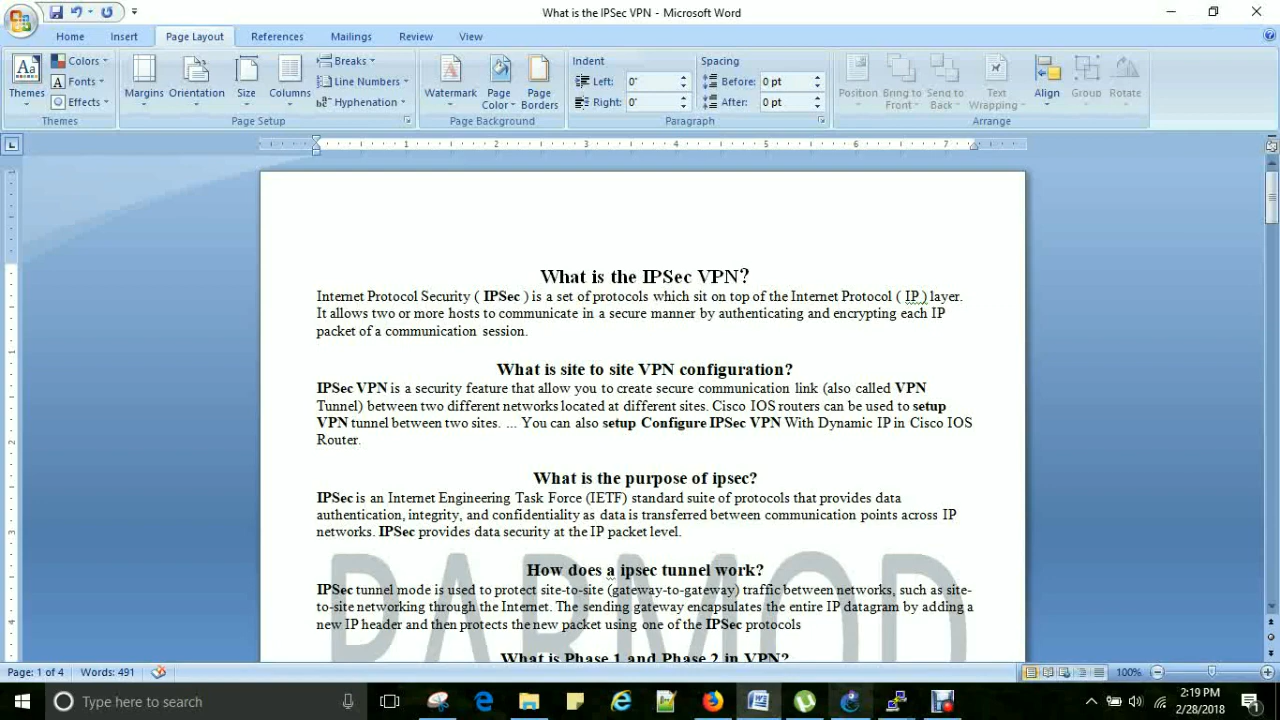 What is the IPSec VPN - Microsoft Word
Home Insert Page Layout References Mailings Review View
Themes Colors Fonts Effects Themes
Margins Orientation Size Columns Breaks Line Numbers Hyphenation Page Setup
Watermark Page Color Page Borders Page Background
Indent Left: 0" Right: 0" Spacing Before: 0 pt After: 0 pt Paragraph
Position Bring to Front Send to Back Text Wrapping Align Group Rotate Arrange
1 2 3 4 5 6 7
What is the IPSec VPN?
Internet Protocol Security ( IPSec ) is a set of protocols which sit on top of the Internet Protocol ( IP ) layer.
It allows two or more hosts to communicate in a secure manner by authenticating and encrypting each IP
packet of a communication session.
What is site to site VPN configuration?
IPSec VPN is a security feature that allow you to create secure communication link (also called VPN
Tunnel) between two different networks located at different sites. Cisco IOS routers can be used to setup
VPN tunnel between two sites. ... You can also setup Configure IPSec VPN With Dynamic IP in Cisco IOS
Router.
What is the purpose of ipsec?
IPSec is an Internet Engineering Task Force (IETF) standard suite of protocols that provides data
authentication, integrity, and confidentiality as data is transferred between communication points across IP
networks. IPSec provides data security at the IP packet level.
How does a ipsec tunnel work?
IPSec tunnel mode is used to protect site-to-site (gateway-to-gateway) traffic between networks, such as site-
to-site networking through the Internet. The sending gateway encapsulates the entire IP datagram by adding a
new IP header and then protects the new packet using one of the IPSec protocols
What is Phase 1 and Phase 2 in VPN?
PARMOD
Page: 1 of 4 Words: 491 100%
Type here to search
2:19 PM
2/28/2018